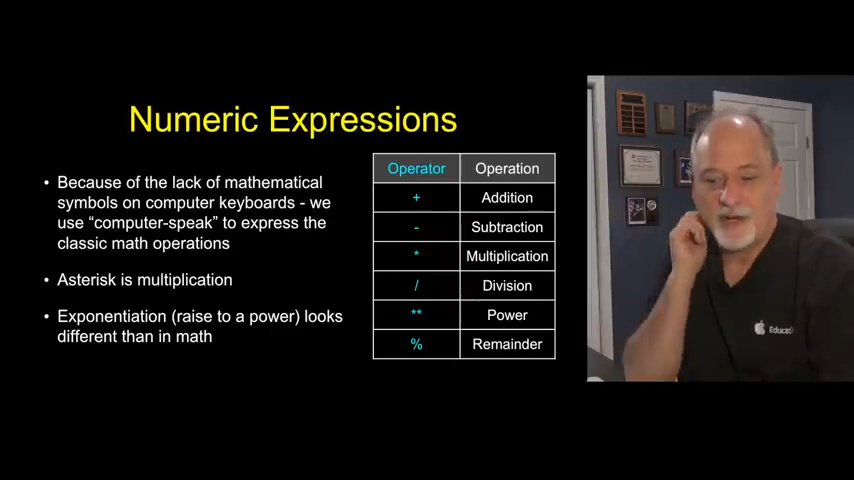 Numeric Expressions
• Because of the lack of mathematical
symbols on computer keyboards - we
use “computer-speak” to express the
classic math operations
• Asterisk is multiplication
• Exponentiation (raise to a power) looks
different than in math
Operator Operation
+ Addition
- Subtraction
* Multiplication
/ Division
** Power
% Remainder